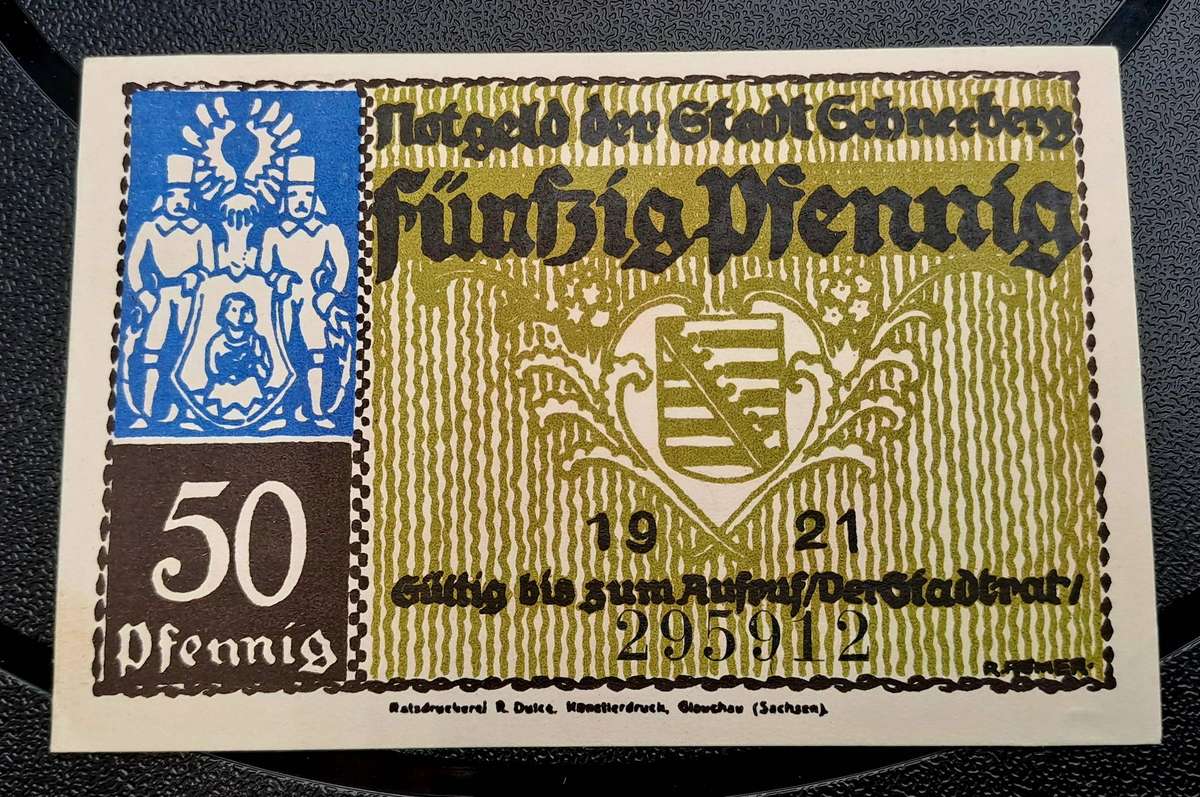 Notgeld der Stadt Schneeberg
fünfzig Pfennig
50
Pfennig
19 21
Gültig bis zum Aufruf/Der Stadtrat/
295912
Ratsdruckerei R. Dulce, Künstlerdruck, Glauchau (Sachsen).